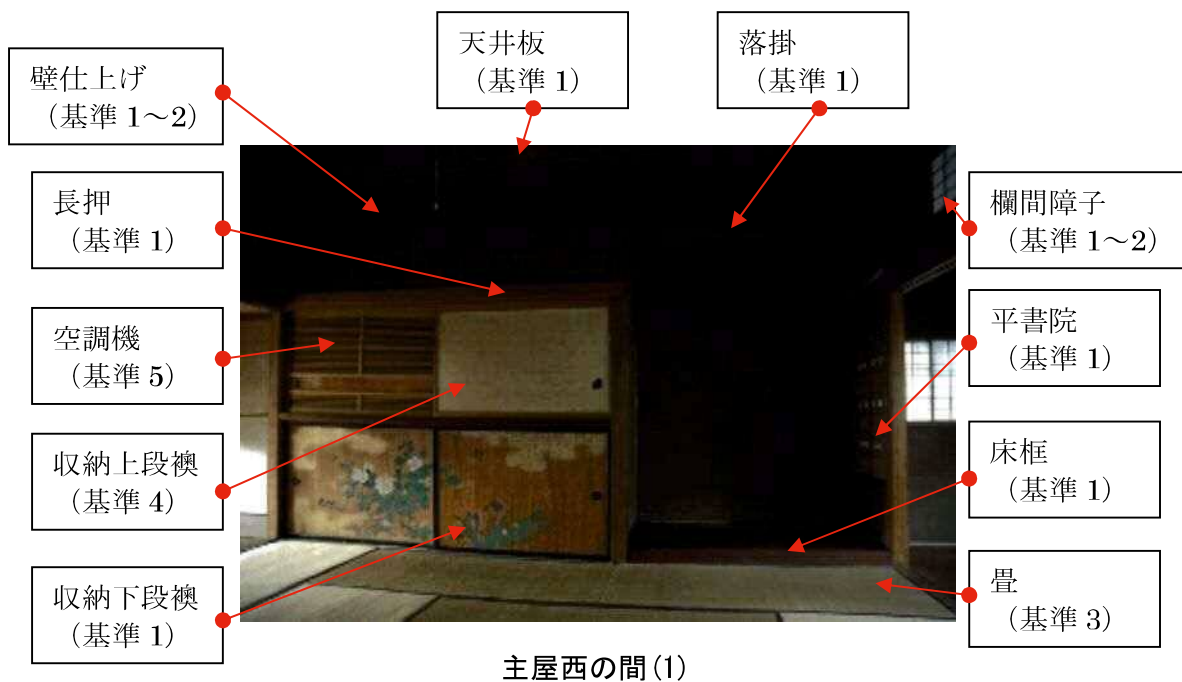 天井板
（基準 1）
落掛
（基準 1）
壁仕上げ
（基準 1～2）
長押
（基準 1）
欄間障子
（基準 1～2）
空調機
（基準 5）
平書院
（基準 1）
収納上段襖
（基準 4）
床框
（基準 1）
収納下段襖
（基準 1）
畳
（基準 3）
主屋西の間(1)